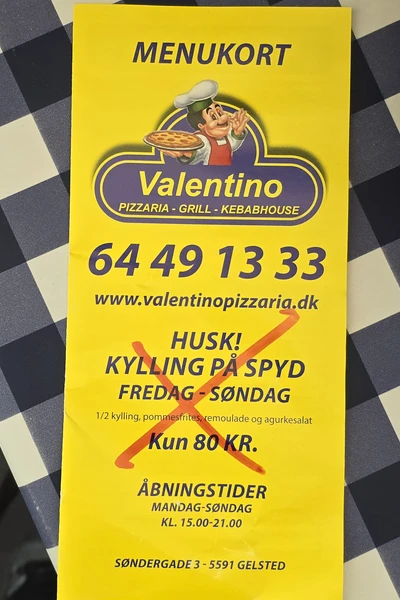 MENUKORT
Valentino
PIZZARIA - GRILL - KEBABHOUSE
64 49 13 33
www.valentinopizzaria.dk
HUSK!
KYLLING PÅ SPYD
FREDAG - SØNDAG
1/2 kylling, pommesfrites, remoulade og agurkesalat
Kun 80 KR.
ÅBNINGSTIDER
MANDAG-SØNDAG
KL. 15.00-21.00
SØNDERGADE 3 - 5591 GELSTED